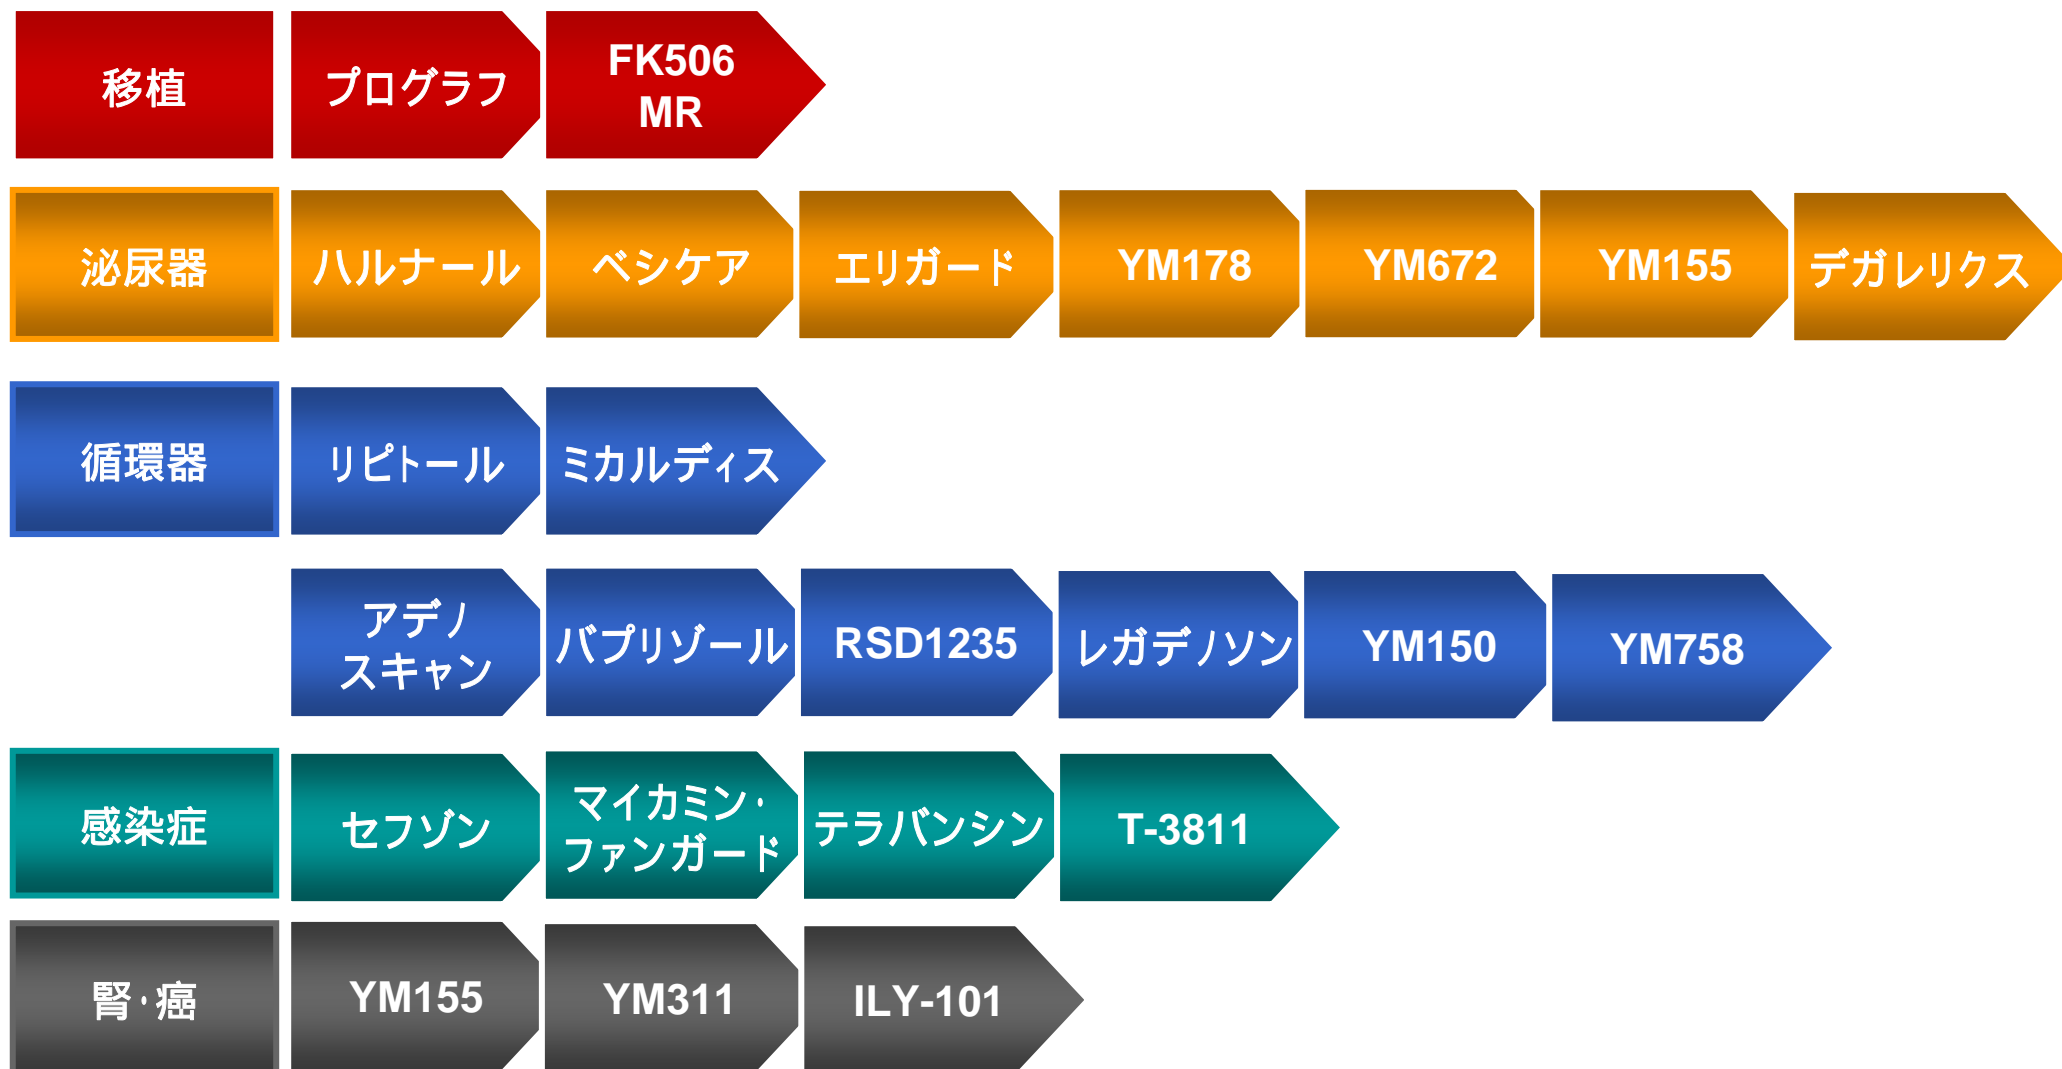 移植
プログラフ
FK506
MR
泌尿器
ハルナール
ベシケア
エリガード
YM178
YM672
YM155
デガレリクス
循環器
リピトール
ミカルディス
アデノ
スキャン
バプリゾール
RSD1235
レガデノソン
YM150
YM758
感染症
セフゾン
マイカミン・
ファンガード
テラバンシン
T-3811
腎・癌
YM155
YM311
ILY-101